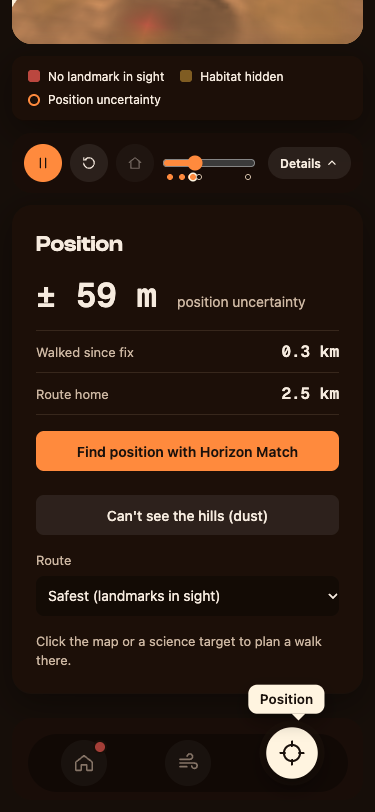 No landmark in sight
Habitat hidden
Position uncertainty
Details
Position
± 59 m position uncertainty
Walked since fix 0.3 km
Route home 2.5 km
Find position with Horizon Match
Can't see the hills (dust)
Route
Safest (landmarks in sight)
Click the map or a science target to plan a walk
there.
Position